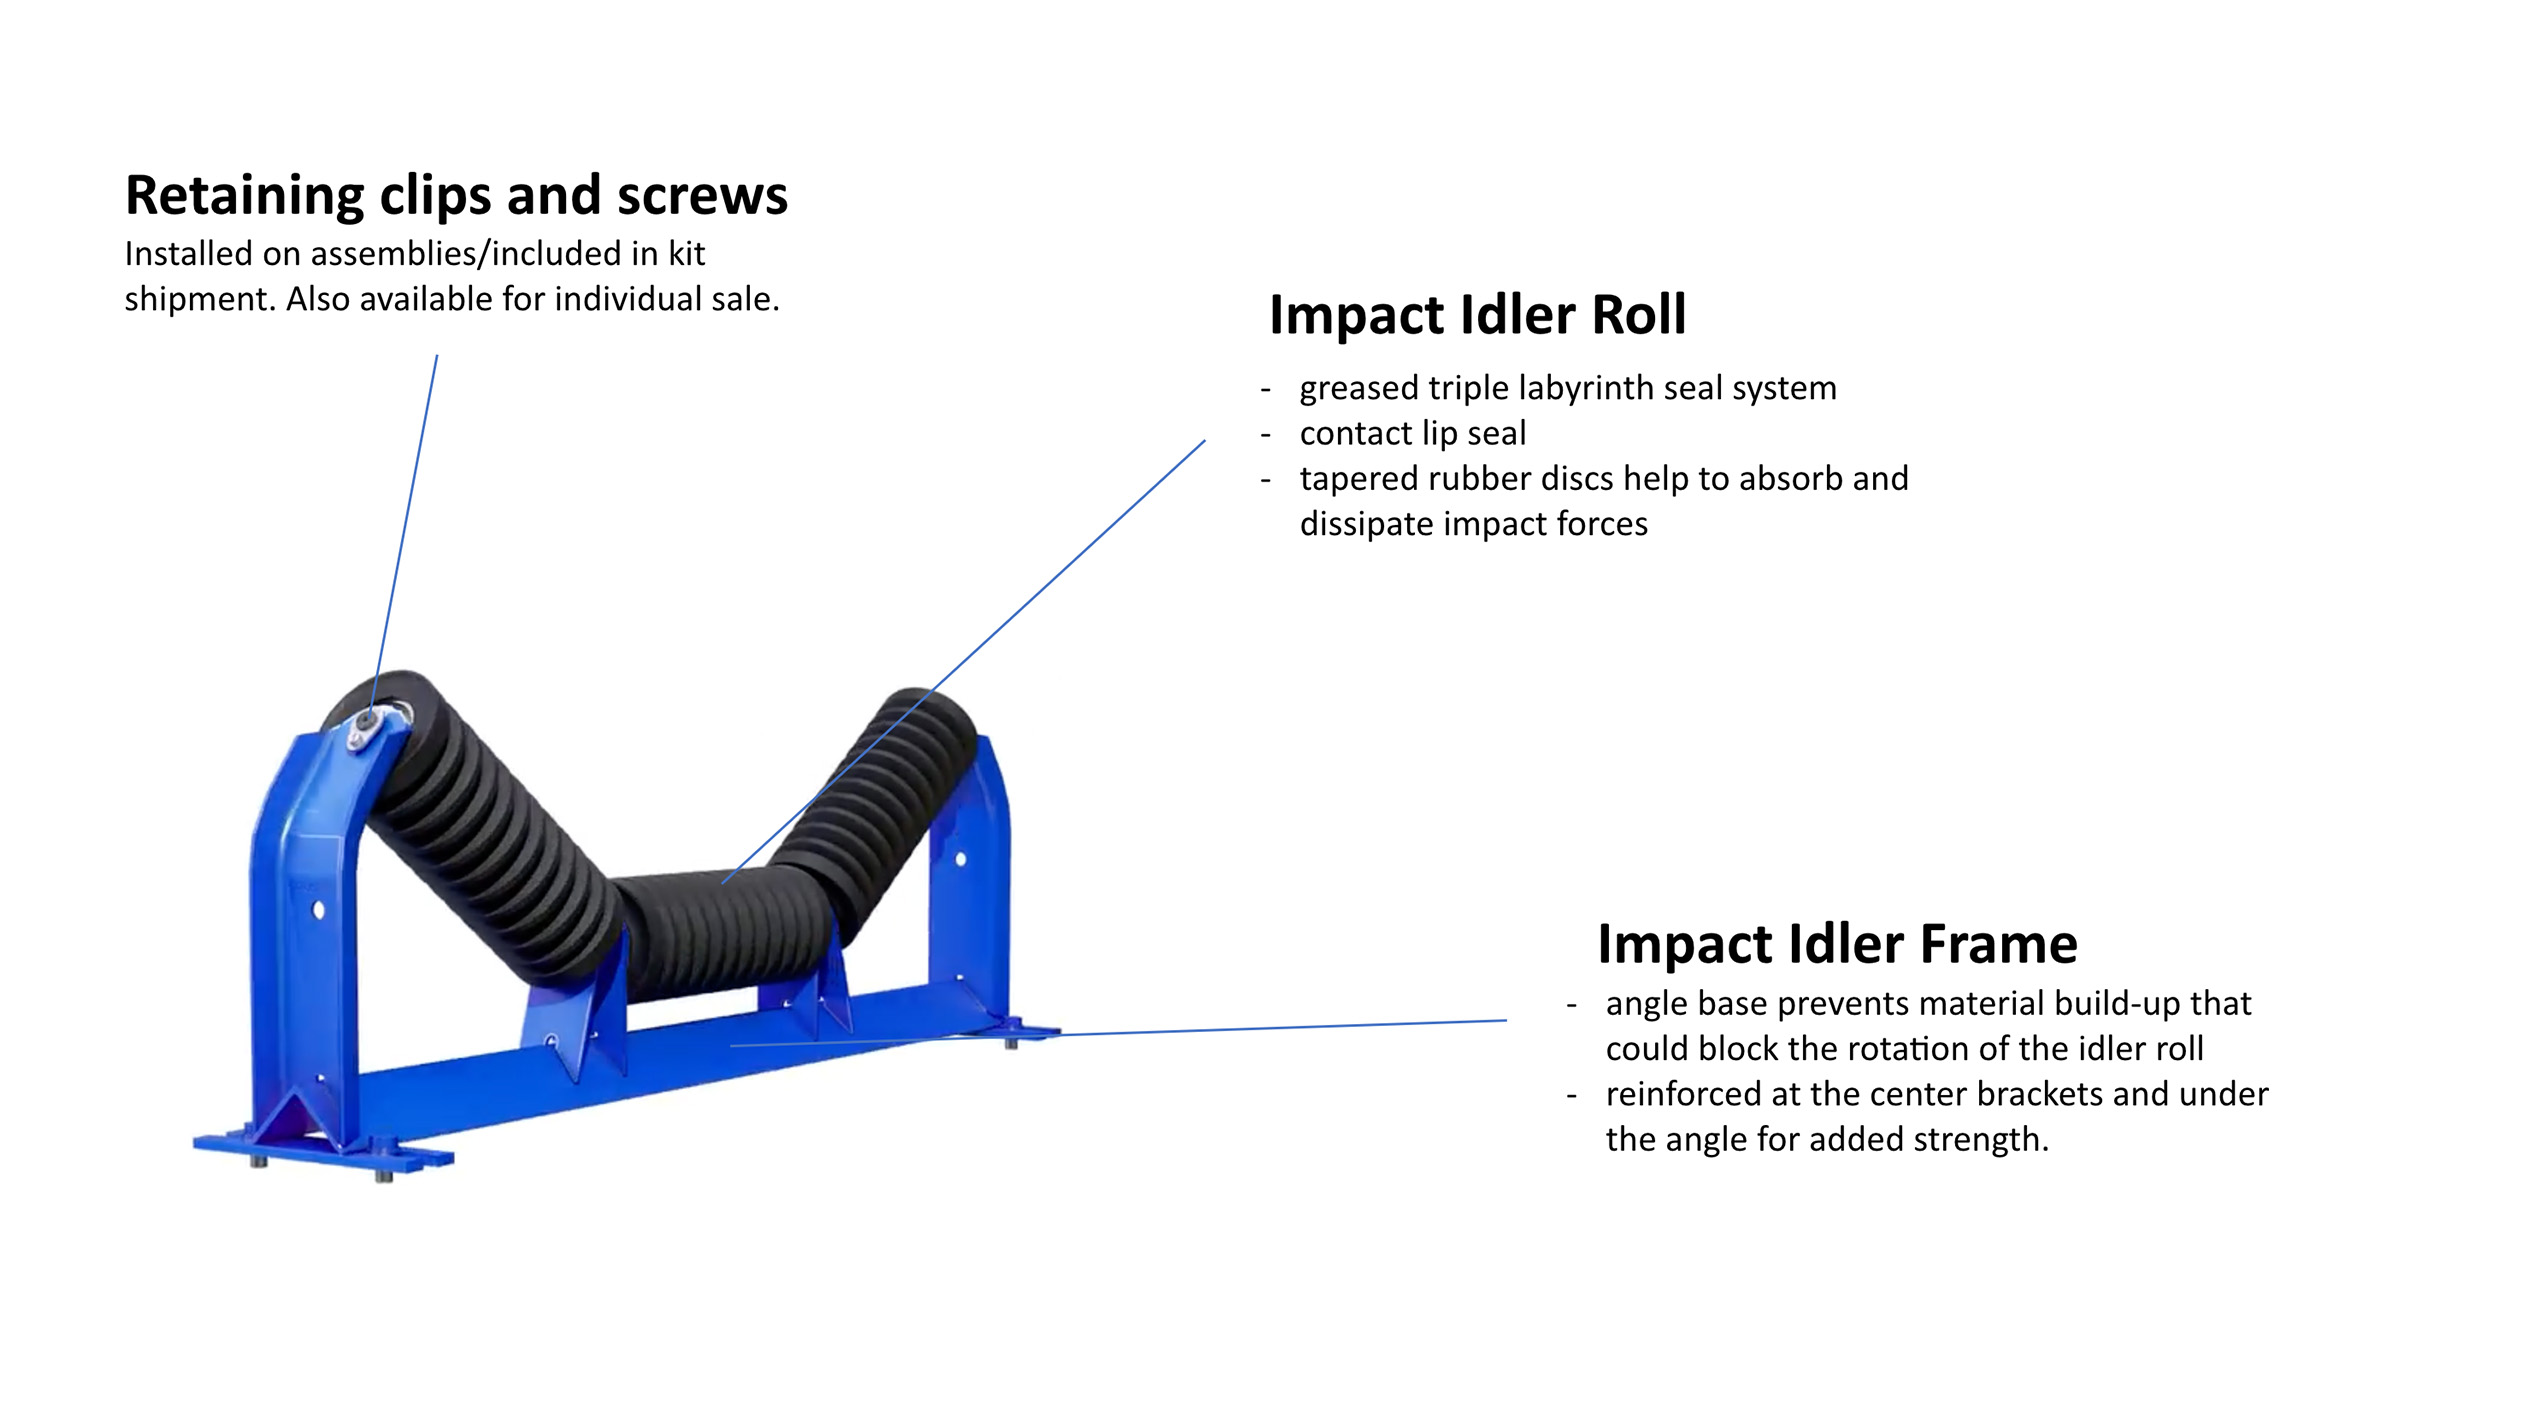 Retaining clips and screws
Installed on assemblies/included in kit
shipment. Also available for individual sale.
Impact Idler Roll
- greased triple labyrinth seal system
- contact lip seal
- tapered rubber discs help to absorb and
dissipate impact forces
Impact Idler Frame
- angle base prevents material build-up that
could block the rotation of the idler roll
- reinforced at the center brackets and under
the angle for added strength.